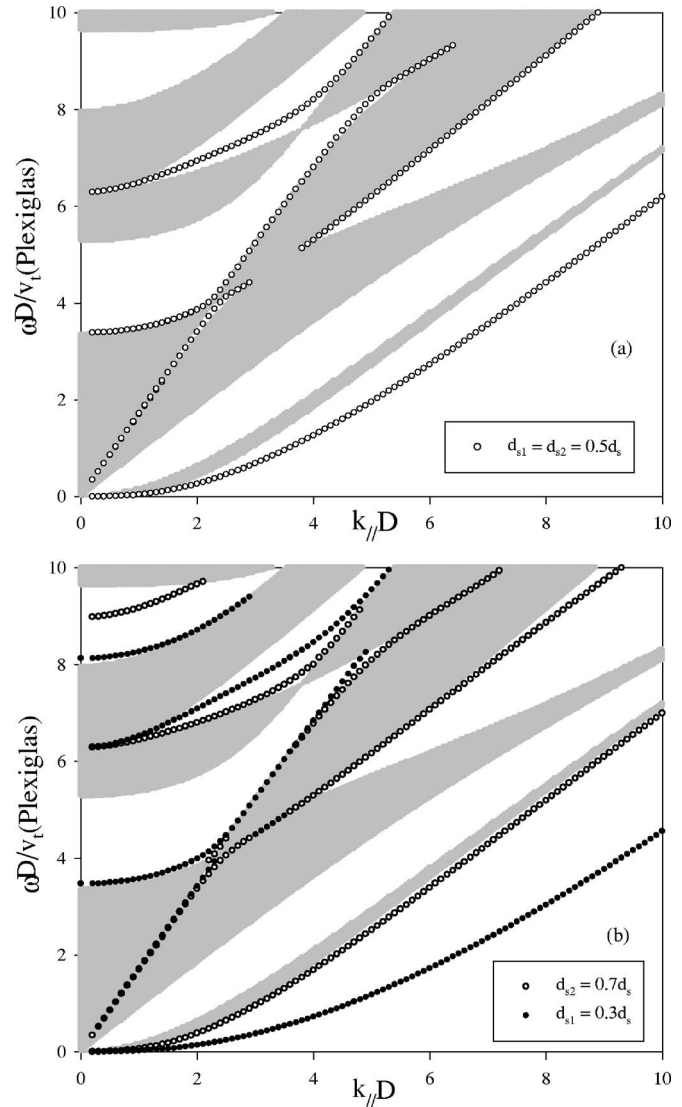 10
8
6
4
2
0
ωD/vₜ(Plexiglas)
(a)
d_s1 = d_s2 = 0.5d_s
0 2 4 6 8 10
k_//D
10
8
6
4
2
0
ωD/vₜ(Plexiglas)
(b)
d_s2 = 0.7d_s
d_s1 = 0.3d_s
0 2 4 6 8 10
k_//D